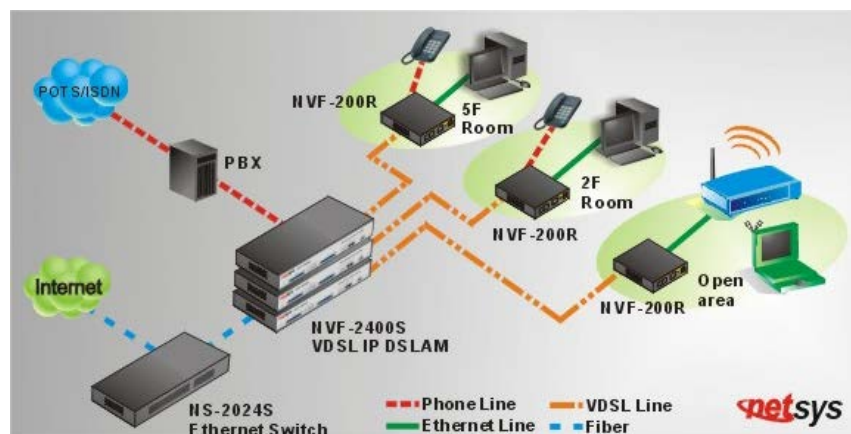 POTS/ISDN
PBX
NVF-200R
5F
Room
NVF-200R
2F
Room
NVF-200R
Open
area
Internet
NVF-2400S
VDSL IP DSLAM
NS-2024S
Ethernet Switch
Phone Line
VDSL Line
Ethernet Line
Fiber
netsys